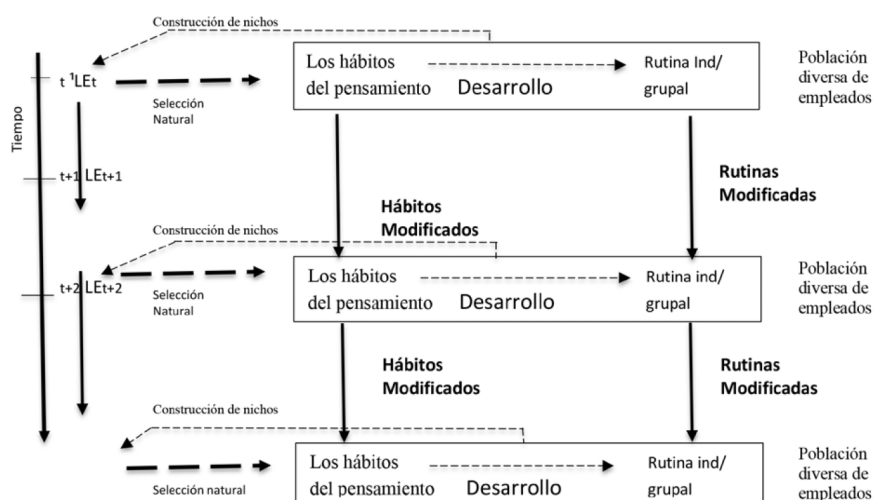 Construcción de nichos
t ¹LEt
Selección
Natural
Los hábitos
del pensamiento
Desarrollo
Rutina Ind/
grupal
Población
diversa de
empleados
Tiempo
t+1 LEt+1
Hábitos
Modificados
Rutinas
Modificadas
Construcción de nichos
t+2 LEt+2
Selección
Natural
Los hábitos
del pensamiento
Desarrollo
Rutina ind/
grupal
Población
diversa de
empleados
Hábitos
Modificados
Rutinas
Modificadas
Construcción de nichos
Selección natural
Los hábitos
del pensamiento
Desarrollo
Rutina ind/
grupal
Población
diversa de
empleados